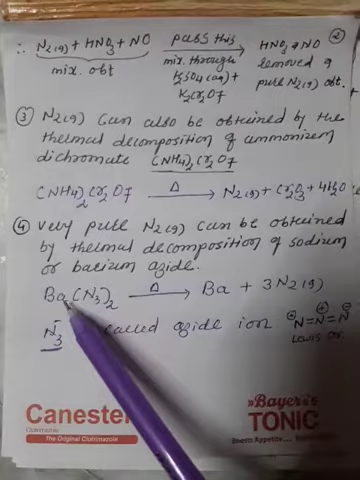 ∴ N2(g) + HNO3 + NO pass this → HNO3 & NO
mix. obt mix. through removed &
K2SO4(aq) + pure N2(g) obt.
K2Cr2O7
(2)
(3) N2(g) can also be obtained by the
thermal decomposition of ammonium
dichromate (NH4)2Cr2O7
(NH4)2Cr2O7 Δ → N2(g) + Cr2O3 + 4H2O
(4) Very pure N2(g) can be obtained
by thermal decomposition of sodium
or barium azide.
Ba(N3)2 Δ → Ba + 3N2(g)
N3⁻ called azide ion ⊖N=N⊕=N⊖
Lewis str.
Canesten
Clotrimazole
The Original Clotrimazole
»Bayer's
TONIC
Boosts Appetite...